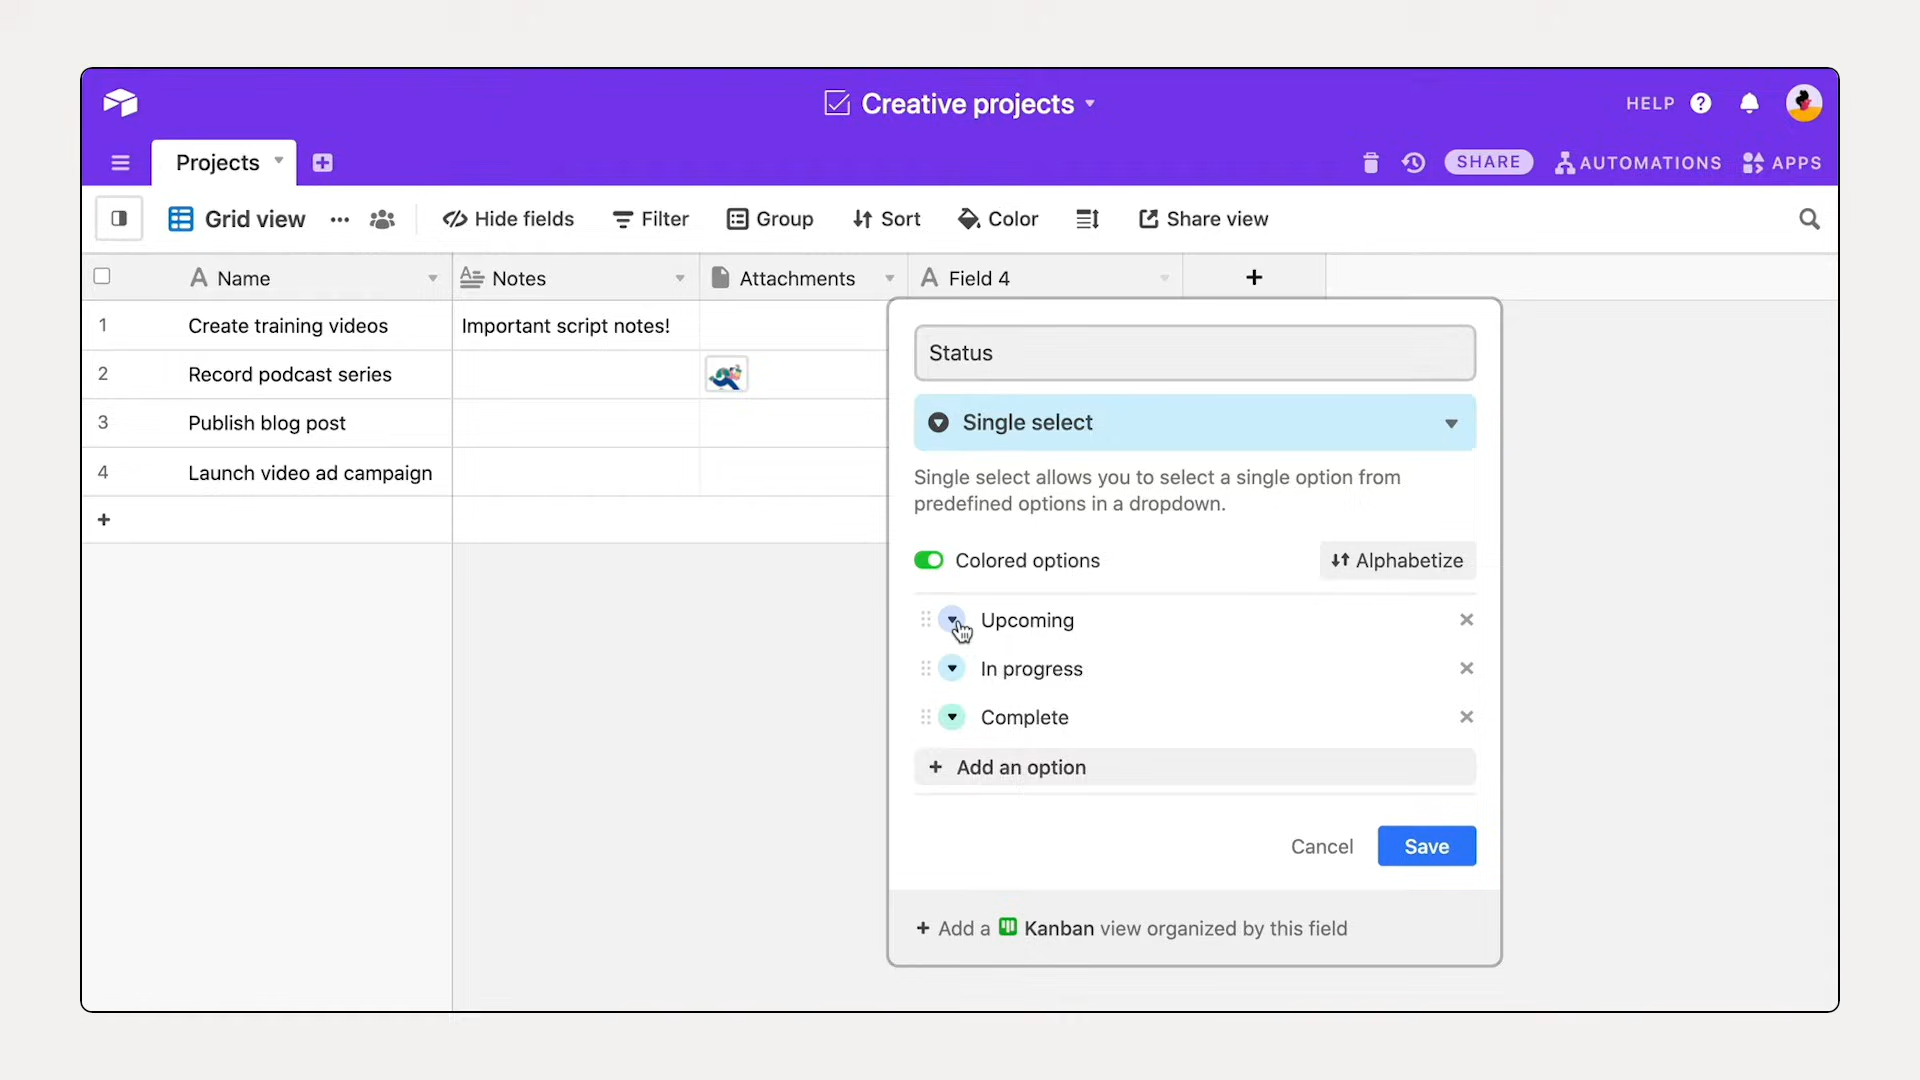 Creative projects
HELP
Projects
SHARE
AUTOMATIONS
APPS
Grid view
Hide fields
Filter
Group
Sort
Color
Share view
Name
Notes
Attachments
Field 4
1
Create training videos
Important script notes!
2
Record podcast series
3
Publish blog post
4
Launch video ad campaign
Status
Single select
Single select allows you to select a single option from
predefined options in a dropdown.
Colored options
Alphabetize
Upcoming
In progress
Complete
+ Add an option
Cancel
Save
+ Add a Kanban view organized by this field